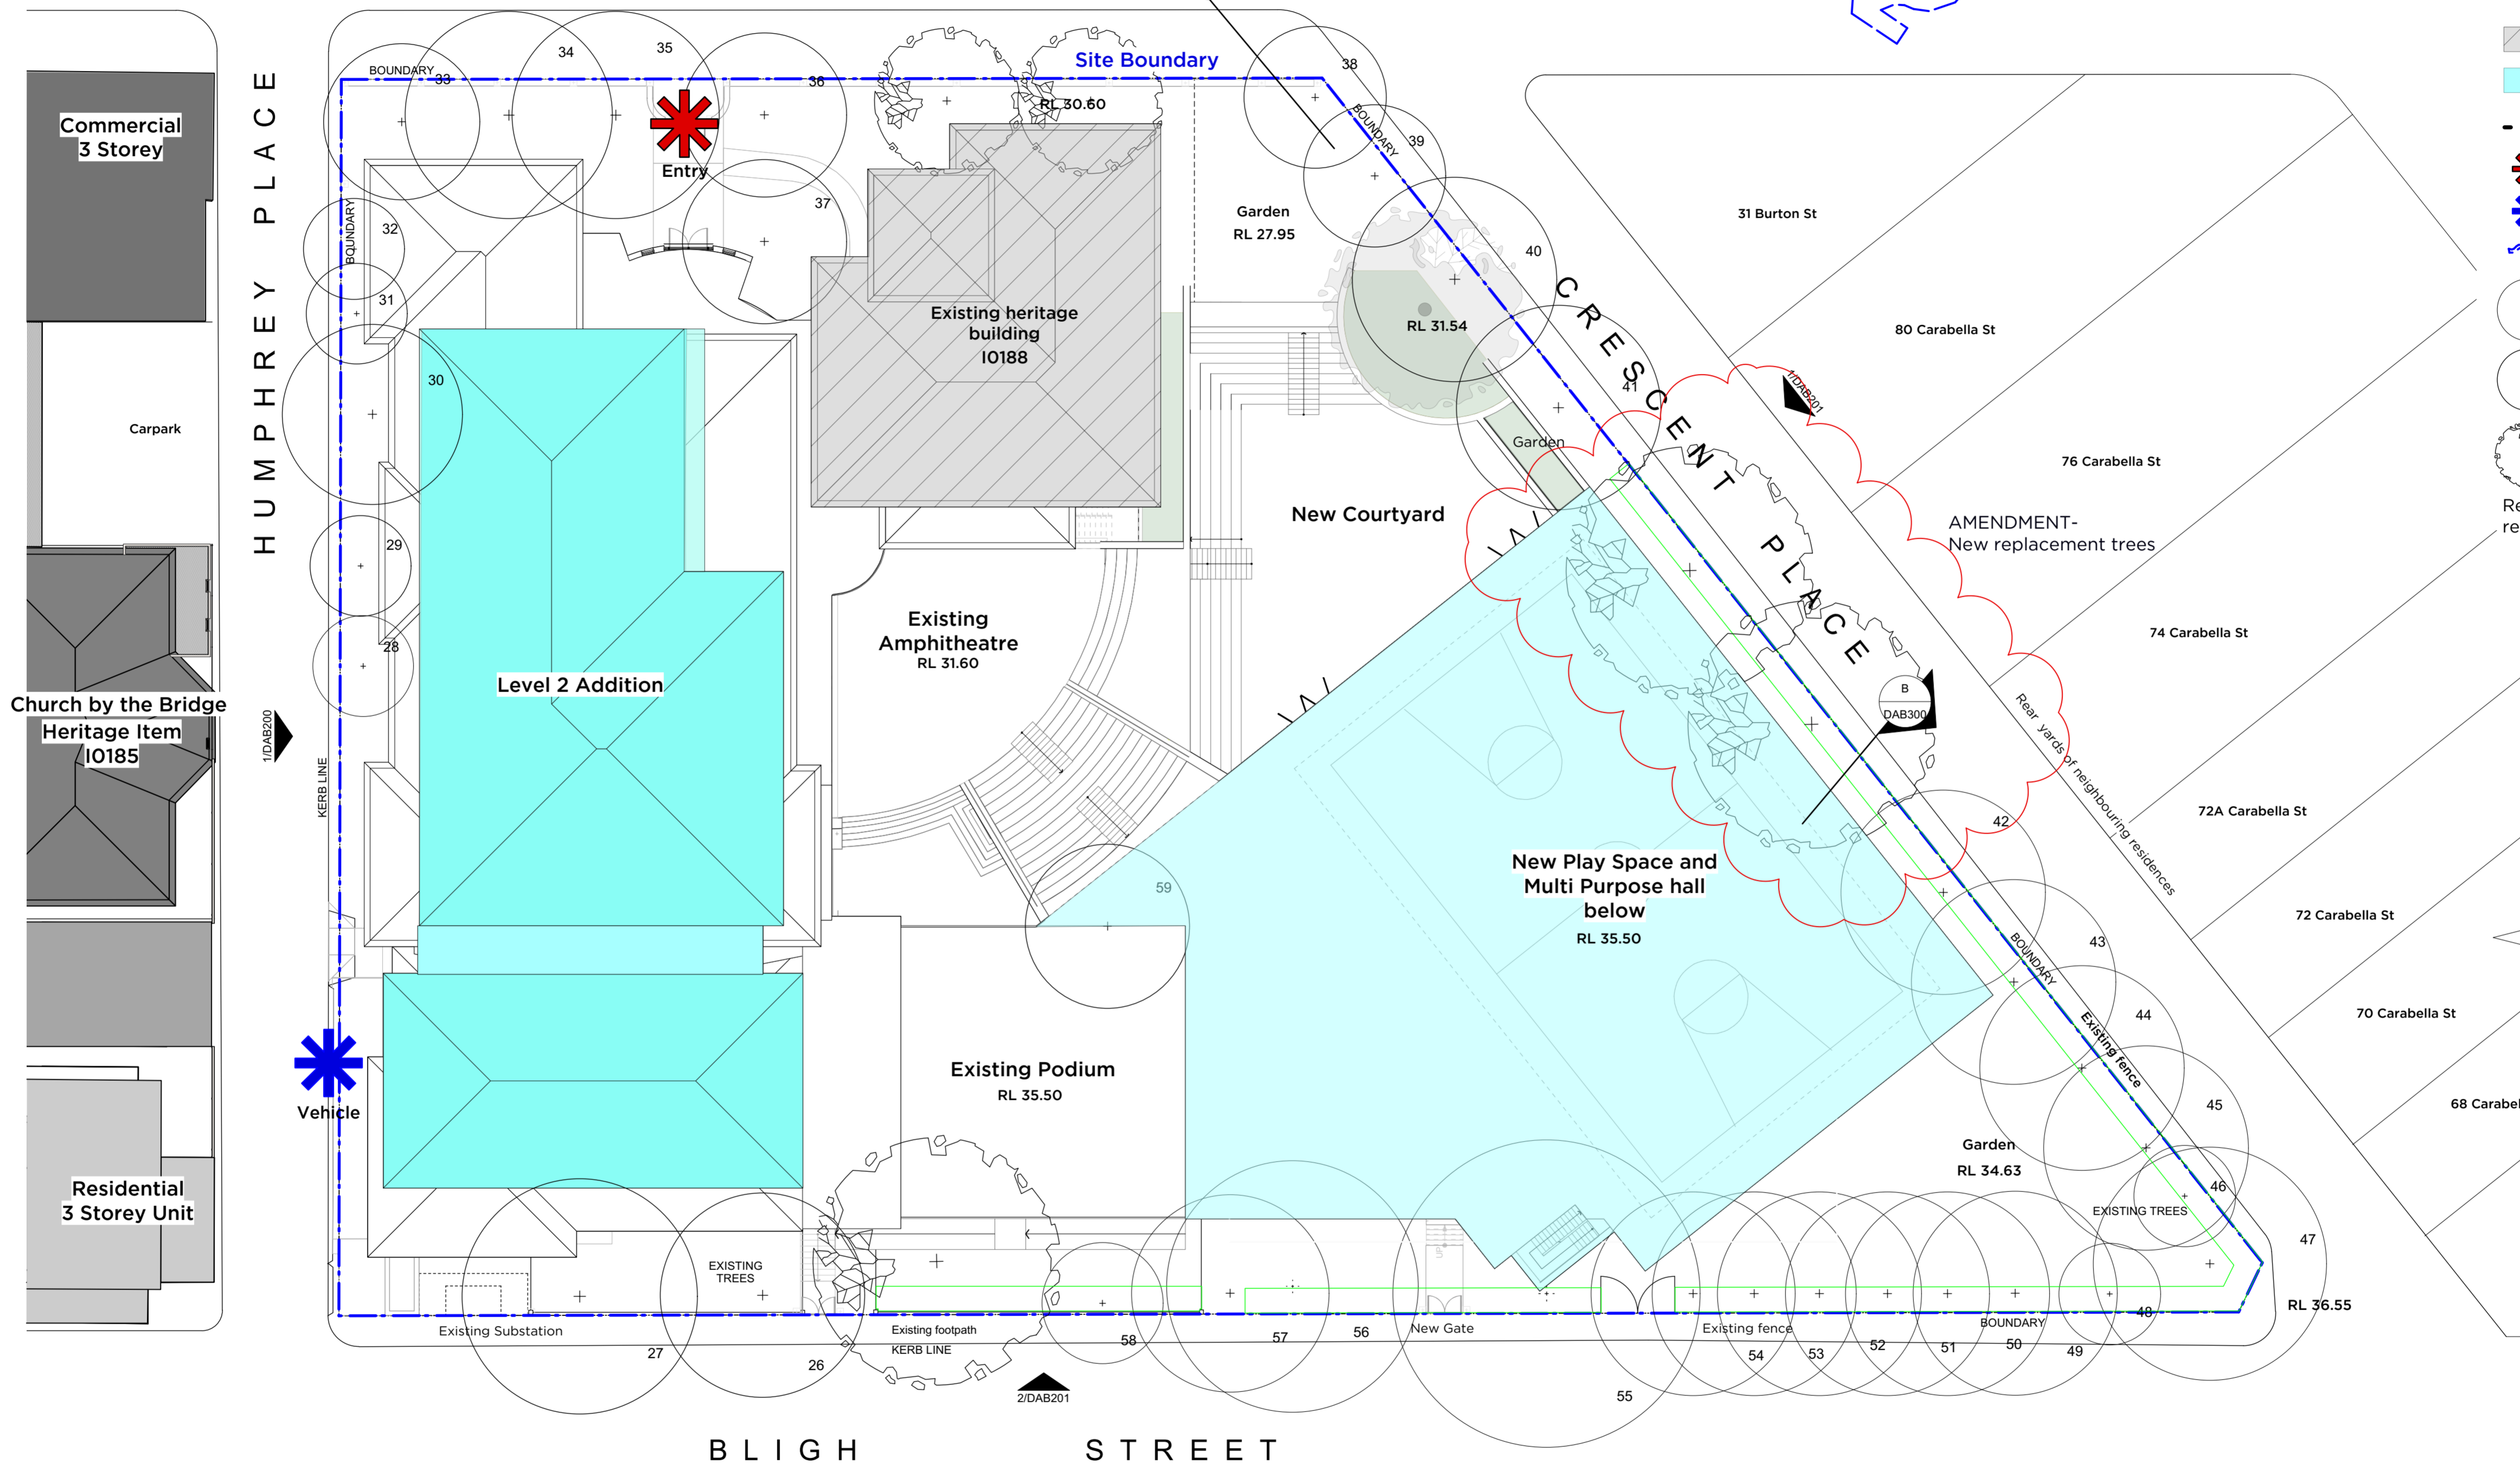 HUMPHREY PLACE
Commercial
3 Storey
Carpark
Church by the Bridge
Heritage Item
I0185
Residential
3 Storey Unit
1/DAB200
KERB LINE
BOUNDARY
33
34
35
36
Site Boundary
38
RL 30.60
BOUNDARY
39
Entry
37
BOUNDARY
32
31
30
29
28
Garden
RL 27.95
40
RL 31.54
41
Garden
Existing heritage
building
I0188
CRESCENT PLACE
31 Burton St
80 Carabella St
1/DAB201
76 Carabella St
AMENDMENT-
New replacement trees
74 Carabella St
72A Carabella St
72 Carabella St
70 Carabella St
Rear yards of neighbouring residences
New Courtyard
Existing
Amphitheatre
RL 31.60
Level 2 Addition
B
DAB300
42
43
44
45
46
47
59
New Play Space and
Multi Purpose hall
below
RL 35.50
BOUNDARY
Existing fence
Vehicle
Existing Podium
RL 35.50
Garden
RL 34.63
EXISTING TREES
RL 36.55
EXISTING
TREES
Existing Substation
Existing footpath
KERB LINE
New Gate
Existing fence
BOUNDARY
27
26
58
57
56
55
54
53
52
51
50
49
48
2/DAB201
BLIGH STREET